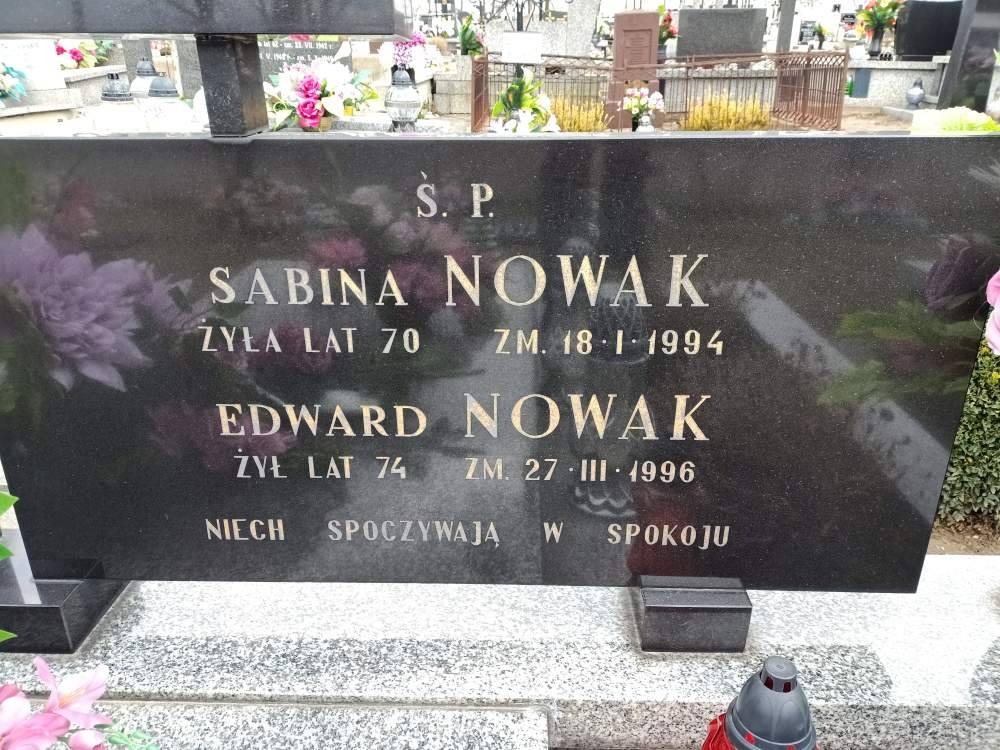 Ś. P.
SABINA NOWAK
ŻYŁA LAT 70 ZM. 18·I·1994
EDWARD NOWAK
ŻYŁ LAT 74 ZM. 27·III·1996
NIECH SPOCZYWAJĄ W SPOKOJU